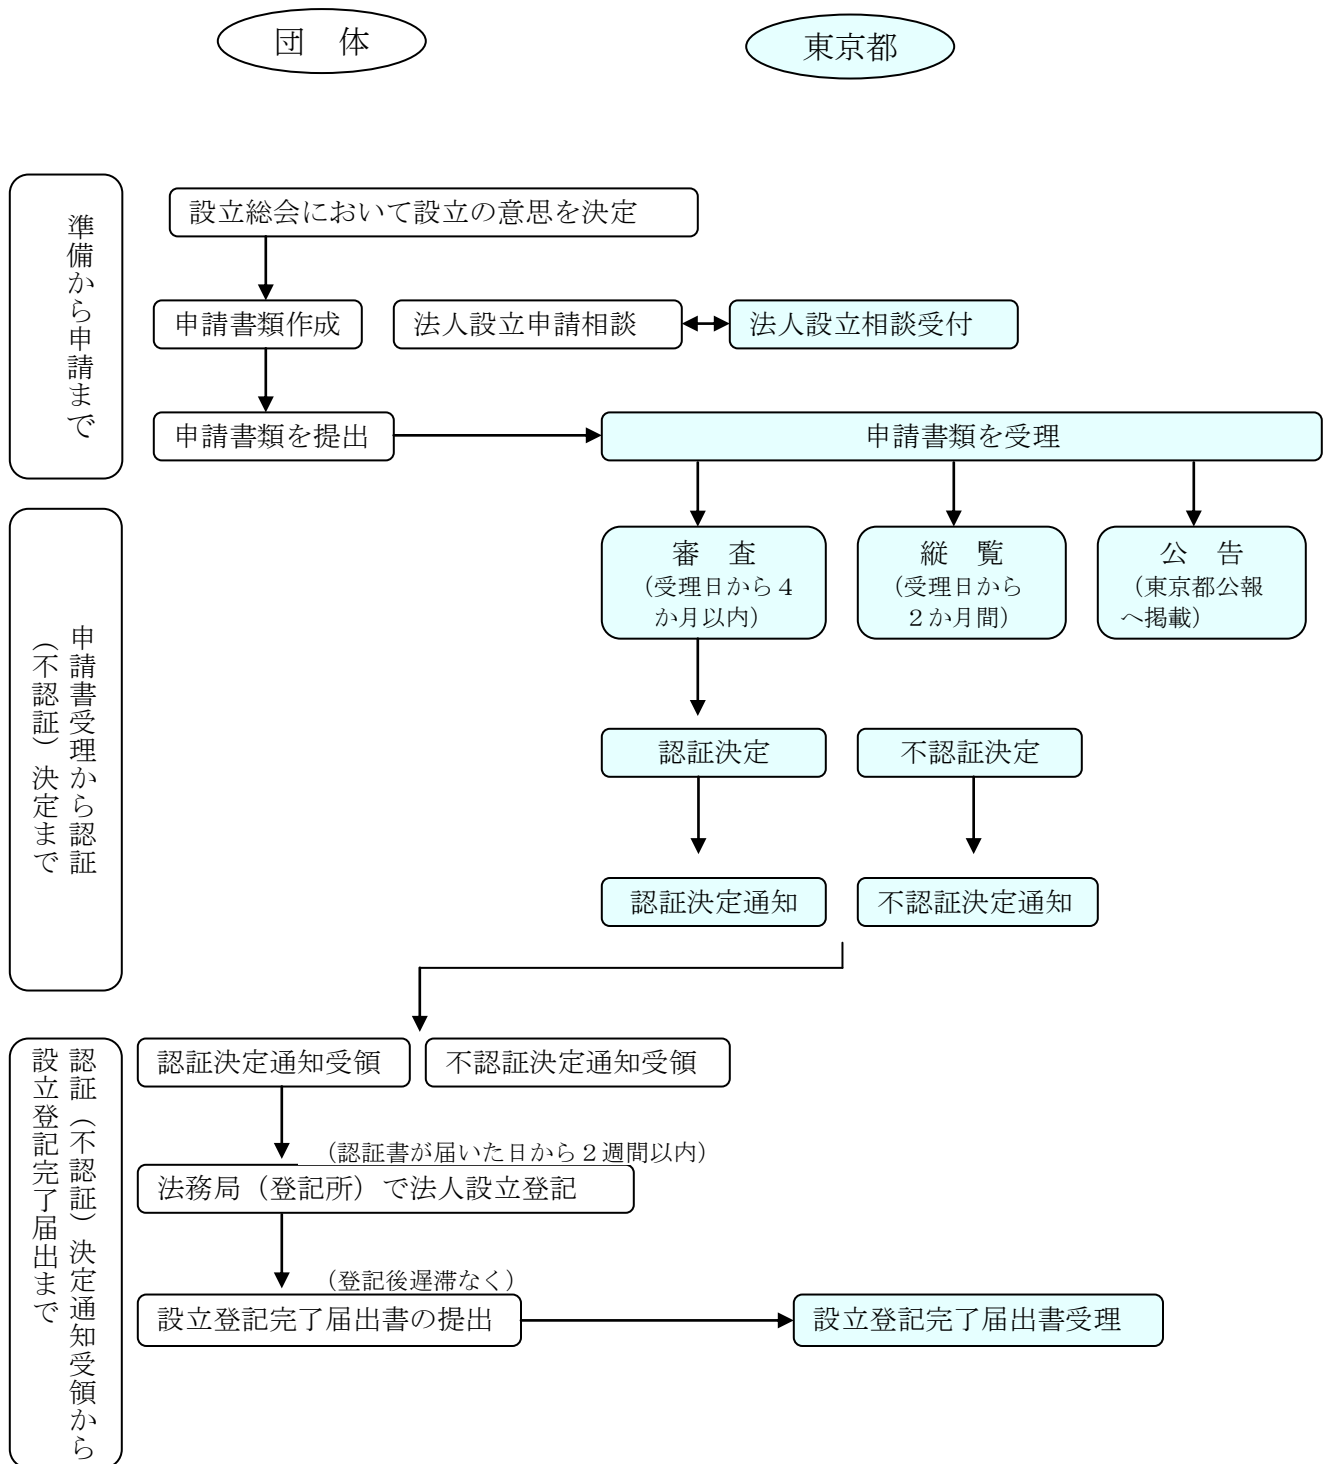 団　体
東京都
準備から申請まで
設立総会において設立の意思を決定
申請書類作成
法人設立申請相談
法人設立相談受付
申請書類を提出
申請書類を受理
申請書受理から認証
（不認証）決定まで
審　査
（受理日から４
か月以内）
縦　覧
（受理日から
２か月間）
公　告
（東京都公報
へ掲載）
認証決定
不認証決定
認証決定通知
不認証決定通知
認証（不認証）決定通知受領から
設立登記完了届出まで
認証決定通知受領
不認証決定通知受領
（認証書が届いた日から２週間以内）
法務局（登記所）で法人設立登記
（登記後遅滞なく）
設立登記完了届出書の提出
設立登記完了届出書受理